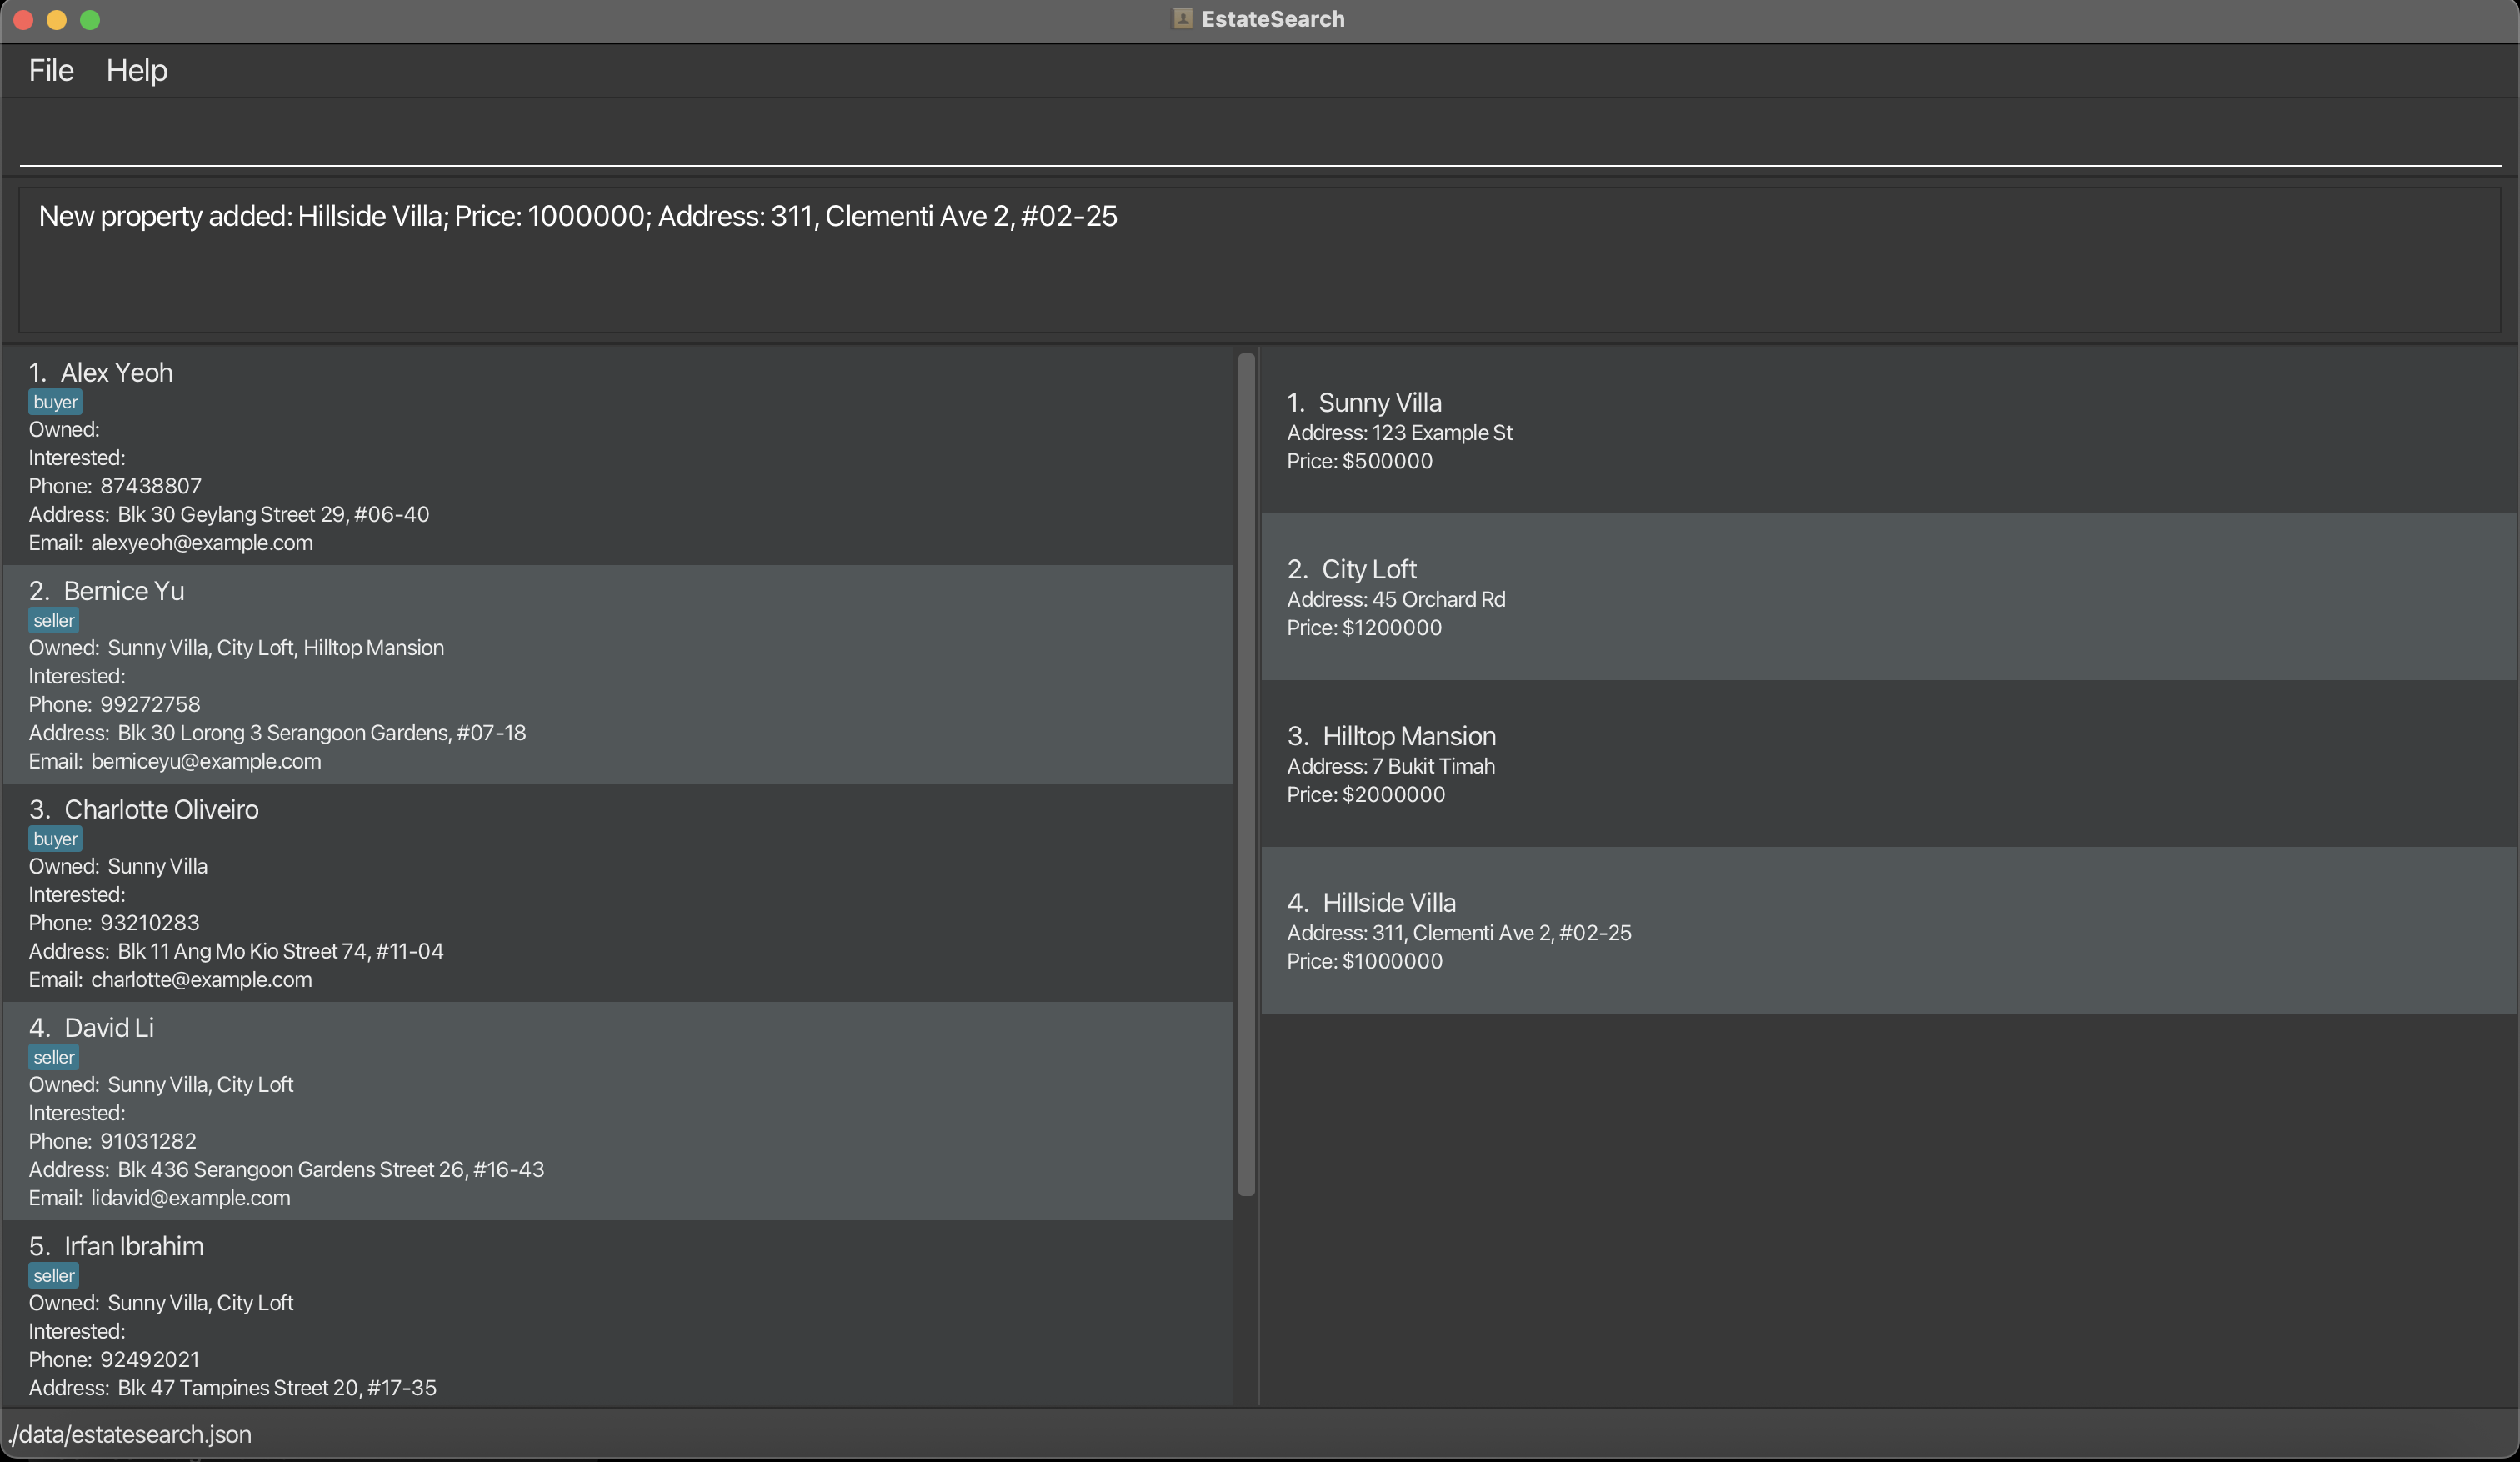 EstateSearch
File Help
New property added: Hillside Villa; Price: 1000000; Address: 311, Clementi Ave 2, #02-25
1. Alex Yeoh
buyer
Owned:
Interested:
Phone: 87438807
Address: Blk 30 Geylang Street 29, #06-40
Email: alexyeoh@example.com
2. Bernice Yu
seller
Owned: Sunny Villa, City Loft, Hilltop Mansion
Interested:
Phone: 99272758
Address: Blk 30 Lorong 3 Serangoon Gardens, #07-18
Email: berniceyu@example.com
3. Charlotte Oliveiro
buyer
Owned: Sunny Villa
Interested:
Phone: 93210283
Address: Blk 11 Ang Mo Kio Street 74, #11-04
Email: charlotte@example.com
4. David Li
seller
Owned: Sunny Villa, City Loft
Interested:
Phone: 91031282
Address: Blk 436 Serangoon Gardens Street 26, #16-43
Email: lidavid@example.com
5. Irfan Ibrahim
seller
Owned: Sunny Villa, City Loft
Interested:
Phone: 92492021
Address: Blk 47 Tampines Street 20, #17-35
1. Sunny Villa
Address: 123 Example St
Price: $500000
2. City Loft
Address: 45 Orchard Rd
Price: $1200000
3. Hilltop Mansion
Address: 7 Bukit Timah
Price: $2000000
4. Hillside Villa
Address: 311, Clementi Ave 2, #02-25
Price: $1000000
./data/estatesearch.json